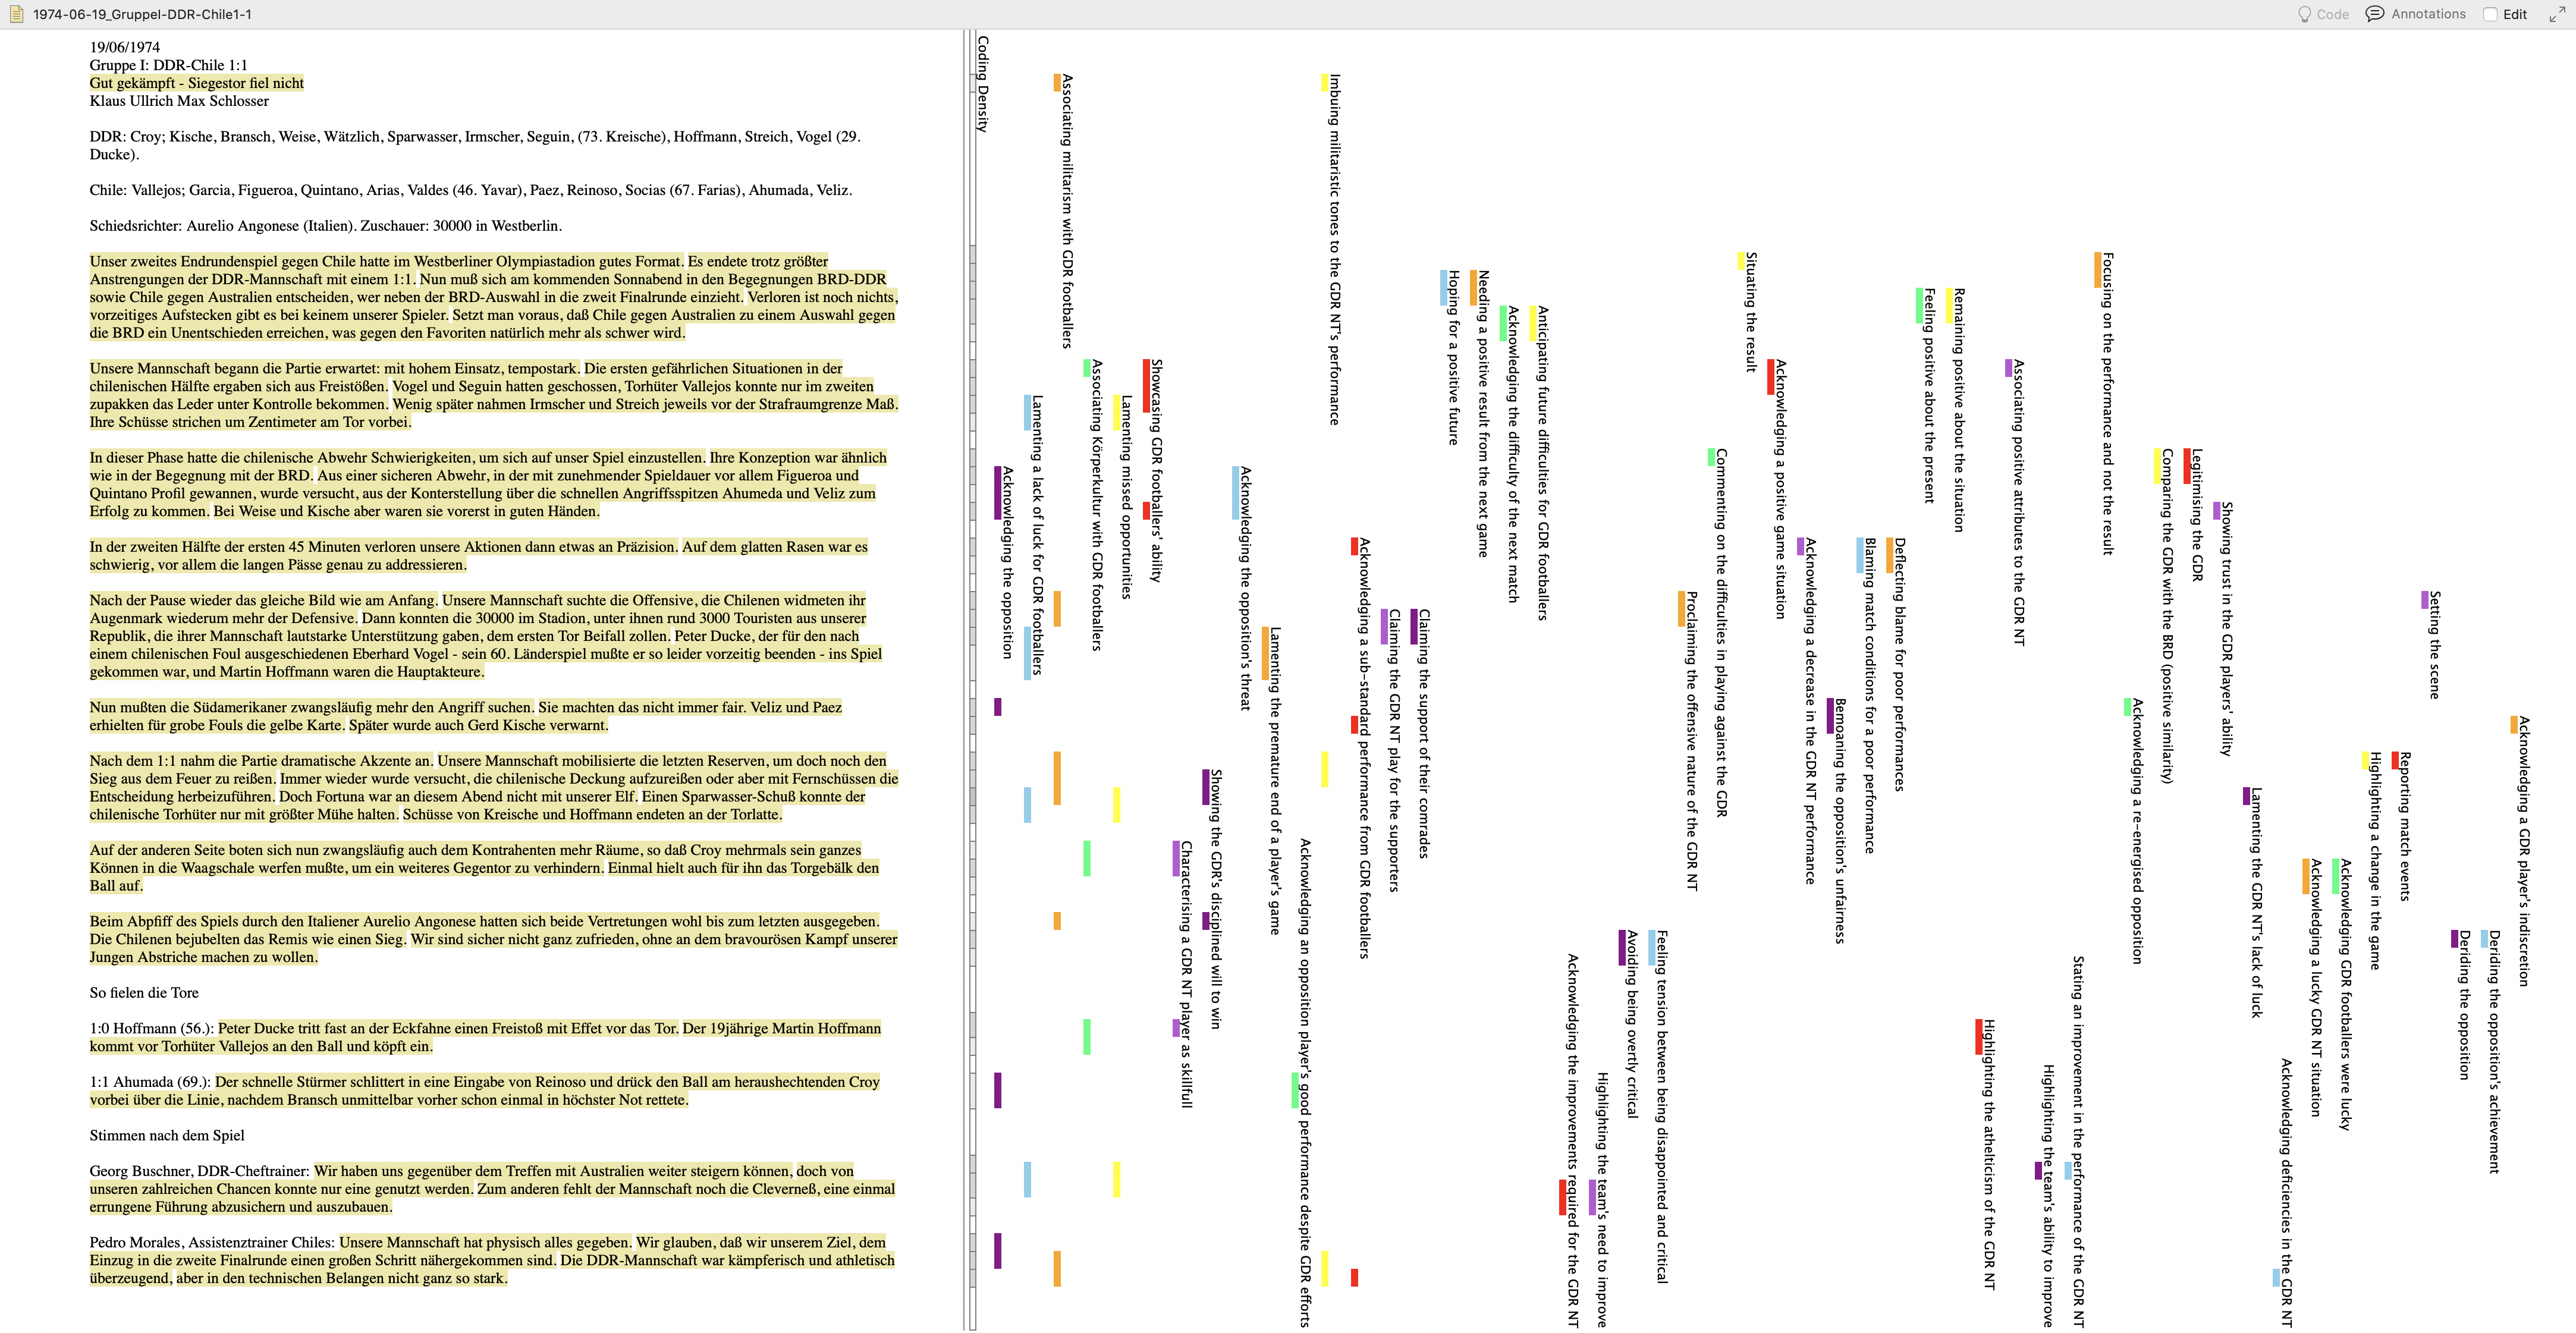 1974-06-19_Gruppel-DDR-Chile1-1
Code
Annotations
Edit
19/06/1974
Gruppe I: DDR-Chile 1:1
Gut gekämpft - Siegestor fiel nicht
Klaus Ullrich Max Schlosser
DDR: Croy; Kische, Bransch, Weise, Wätzlich, Sparwasser, Irmscher, Seguin, (73. Kreische), Hoffmann, Streich, Vogel (29.
Ducke).
Chile: Vallejos; Garcia, Figueroa, Quintano, Arias, Valdes (46. Yavar), Paez, Reinoso, Socias (67. Farias), Ahumada, Veliz.
Schiedsrichter: Aurelio Angonese (Italien). Zuschauer: 30000 in Westberlin.
Unser zweites Endrundenspiel gegen Chile hatte im Westberliner Olympiastadion gutes Format. Es endete trotz größter
Anstrengungen der DDR-Mannschaft mit einem 1:1. Nun muß sich am kommenden Sonnabend in den Begegnungen BRD-DDR
sowie Chile gegen Australien entscheiden, wer neben der BRD-Auswahl in die zweit Finalrunde einzieht. Verloren ist noch nichts,
vorzeitiges Aufstecken gibt es bei keinem unserer Spieler. Setzt man voraus, daß Chile gegen Australien zu einem Auswahl gegen
die BRD ein Unentschieden erreichen, was gegen den Favoriten natürlich mehr als schwer wird.
Unsere Mannschaft begann die Partie erwartet: mit hohem Einsatz, tempostark. Die ersten gefährlichen Situationen in der
chilenischen Hälfte ergaben sich aus Freistößen. Vogel und Seguin hatten geschossen, Torhüter Vallejos konnte nur im zweiten
zupakken das Leder unter Kontrolle bekommen. Wenig später nahmen Irmscher und Streich jeweils vor der Strafraumgrenze Maß.
Ihre Schüsse strichen um Zentimeter am Tor vorbei.
In dieser Phase hatte die chilenische Abwehr Schwierigkeiten, um sich auf unser Spiel einzustellen. Ihre Konzeption war ähnlich
wie in der Begegnung mit der BRD. Aus einer sicheren Abwehr, in der mit zunehmender Spieldauer vor allem Figueroa und
Quintano Profil gewannen, wurde versucht, aus der Konterstellung über die schnellen Angriffsspitzen Ahumeda und Veliz zum
Erfolg zu kommen. Bei Weise und Kische aber waren sie vorerst in guten Händen.
In der zweiten Hälfte der ersten 45 Minuten verloren unsere Aktionen dann etwas an Präzision. Auf dem glatten Rasen war es
schwierig, vor allem die langen Pässe genau zu addressieren.
Nach der Pause wieder das gleiche Bild wie am Anfang. Unsere Mannschaft suchte die Offensive, die Chilenen widmeten ihr
Augenmark wiederum mehr der Defensive. Dann konnten die 30000 im Stadion, unter ihnen rund 3000 Touristen aus unserer
Republik, die ihrer Mannschaft lautstarke Unterstützung gaben, dem ersten Tor Beifall zollen. Peter Ducke, der für den nach
einem chilenischen Foul ausgeschiedenen Eberhard Vogel - sein 60. Länderspiel mußte er so leider vorzeitig beenden - ins Spiel
gekommen war, und Martin Hoffmann waren die Hauptakteure.
Nun mußten die Südamerikaner zwangsläufig mehr den Angriff suchen. Sie machten das nicht immer fair. Veliz und Paez
erhielten für grobe Fouls die gelbe Karte. Später wurde auch Gerd Kische verwarnt.
Nach dem 1:1 nahm die Partie dramatische Akzente an. Unsere Mannschaft mobilisierte die letzten Reserven, um doch noch den
Sieg aus dem Feuer zu reißen. Immer wieder wurde versucht, die chilenische Deckung aufzureißen oder aber mit Fernschüssen die
Entscheidung herbeizuführen. Doch Fortuna war an diesem Abend nicht mit unserer Elf. Einen Sparwasser-Schuß konnte der
chilenische Torhüter nur mit größter Mühe halten. Schüsse von Kreische und Hoffmann endeten an der Torlatte.
Auf der anderen Seite boten sich nun zwangsläufig auch dem Kontrahenten mehr Räume, so daß Croy mehrmals sein ganzes
Können in die Waagschale werfen mußte, um ein weiteres Gegentor zu verhindern. Einmal hielt auch für ihn das Torgebälk den
Ball auf.
Beim Abpfiff des Spiels durch den Italiener Aurelio Angonese hatten sich beide Vertretungen wohl bis zum letzten ausgegeben.
Die Chilenen bejubelten das Remis wie einen Sieg. Wir sind sicher nicht ganz zufrieden, ohne an dem bravourösen Kampf unserer
Jungen Abstriche machen zu wollen.
So fielen die Tore
1:0 Hoffmann (56.): Peter Ducke tritt fast an der Eckfahne einen Freistoß mit Effet vor das Tor. Der 19jährige Martin Hoffmann
kommt vor Torhüter Vallejos an den Ball und köpft ein.
1:1 Ahumada (69.): Der schnelle Stürmer schlittert in eine Eingabe von Reinoso und drück den Ball am heraushechtenden Croy
vorbei über die Linie, nachdem Bransch unmittelbar vorher schon einmal in höchster Not rettete.
Stimmen nach dem Spiel
Georg Buschner, DDR-Cheftrainer: Wir haben uns gegenüber dem Treffen mit Australien weiter steigern können, doch von
unseren zahlreichen Chancen konnte nur eine genutzt werden. Zum anderen fehlt der Mannschaft noch die Cleverneß, eine einmal
errungene Führung abzusichern und auszubauen.
Pedro Morales, Assistenztrainer Chiles: Unsere Mannschaft hat physisch alles gegeben. Wir glauben, daß wir unserem Ziel, dem
Einzug in die zweite Finalrunde einen großen Schritt nähergekommen sind. Die DDR-Mannschaft war kämpferisch und athletisch
überzeugend, aber in den technischen Belangen nicht ganz so stark.
Coding Density
Acknowledging the opposition
Lamenting a lack of luck for GDR footballers
Associating militarism with GDR footballers
Associating Körperkultur with GDR footballers
Lamenting missed opportunities
Showcasing GDR footballers' ability
Characterising a GDR NT player as skillfull
Showing the GDR's disciplined will to win
Acknowledging the opposition's threat
Lamenting the premature end of a player's game
Acknowledging an opposition player's good performance despite GDR efforts
Imbuing militaristic tones to the GDR NT's performance
Acknowledging a sub-standard performance from GDR footballers
Claiming the GDR NT play for the supporters
Claiming the support of their comrades
Hoping for a positive future
Needing a positive result from the next game
Acknowledging the difficulty of the next match
Anticipating future difficulties for GDR footballers
Acknowledging the improvements required for the GDR NT
Highlighting the team's need to improve
Avoiding being overtly critical
Feeling tension between being disappointed and critical
Proclaiming the offensive nature of the GDR NT
Commenting on the difficulties in playing against the GDR
Situating the result
Acknowledging a positive game situation
Acknowledging a decrease in the GDR NT performance
Bemoaning the opposition's unfairness
Blaming match conditions for a poor performance
Deflecting blame for poor performances
Feeling positive about the present
Remaining positive about the situation
Highlighting the athelticism of the GDR NT
Associating positive attributes to the GDR NT
Highlighting the team's ability to improve
Stating an improvement in the performance of the GDR NT
Focusing on the performance and not the result
Acknowledging a re-energised opposition
Comparing the GDR with the BRD (positive similarity)
Legitimising the GDR
Showing trust in the GDR players' ability
Lamenting the GDR NT's lack of luck
Acknowledging deficiencies in the GDR NT
Acknowledging a lucky GDR NT situation
Acknowledging GDR footballers were lucky
Highlighting a change in the game
Reporting match events
Setting the scene
Deriding the opposition
Deriding the opposition's achievement
Acknowledging a GDR player's indiscretion